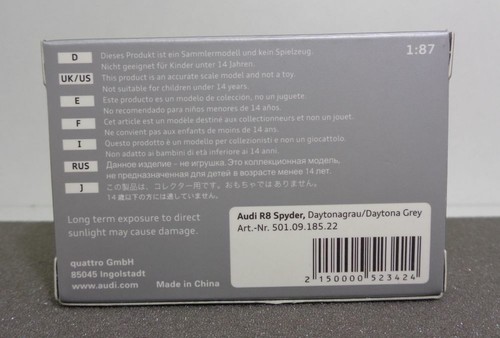 1:87
D Dieses Produkt ist ein Sammlermodell und kein Spielzeug.
Nicht geeignet für Kinder unter 14 Jahren.
UK/US This product is an accurate scale model and not a toy.
Not suitable for children under 14 years.
E Este producto es un modelo de colección, no un juguete.
No recomendado para niños menores de 14 años.
F Cet article est un modèle destiné aux collectionneurs et non un jouet.
Ne convient pas aux enfants de moins de 14 ans.
I Questo prodotto è un modello per collezionisti e non un giocattolo.
Non adatto ai bambini di età inferiore ai 14 anni.
RUS Данное изделие – не игрушка. Это коллекционная модель,
не предназначенная для детей в возрасте менее 14 лет.
J この製品は、コレクター用です。おもちゃではありません。
14歳以下の方には適していません。
Long term exposure to direct
sunlight may cause damage.
Audi R8 Spyder, Daytonagrau/Daytona Grey
Art.-Nr. 501.09.185.22
2 150000 523424
quattro GmbH
85045 Ingolstadt
www.audi.com Made in China